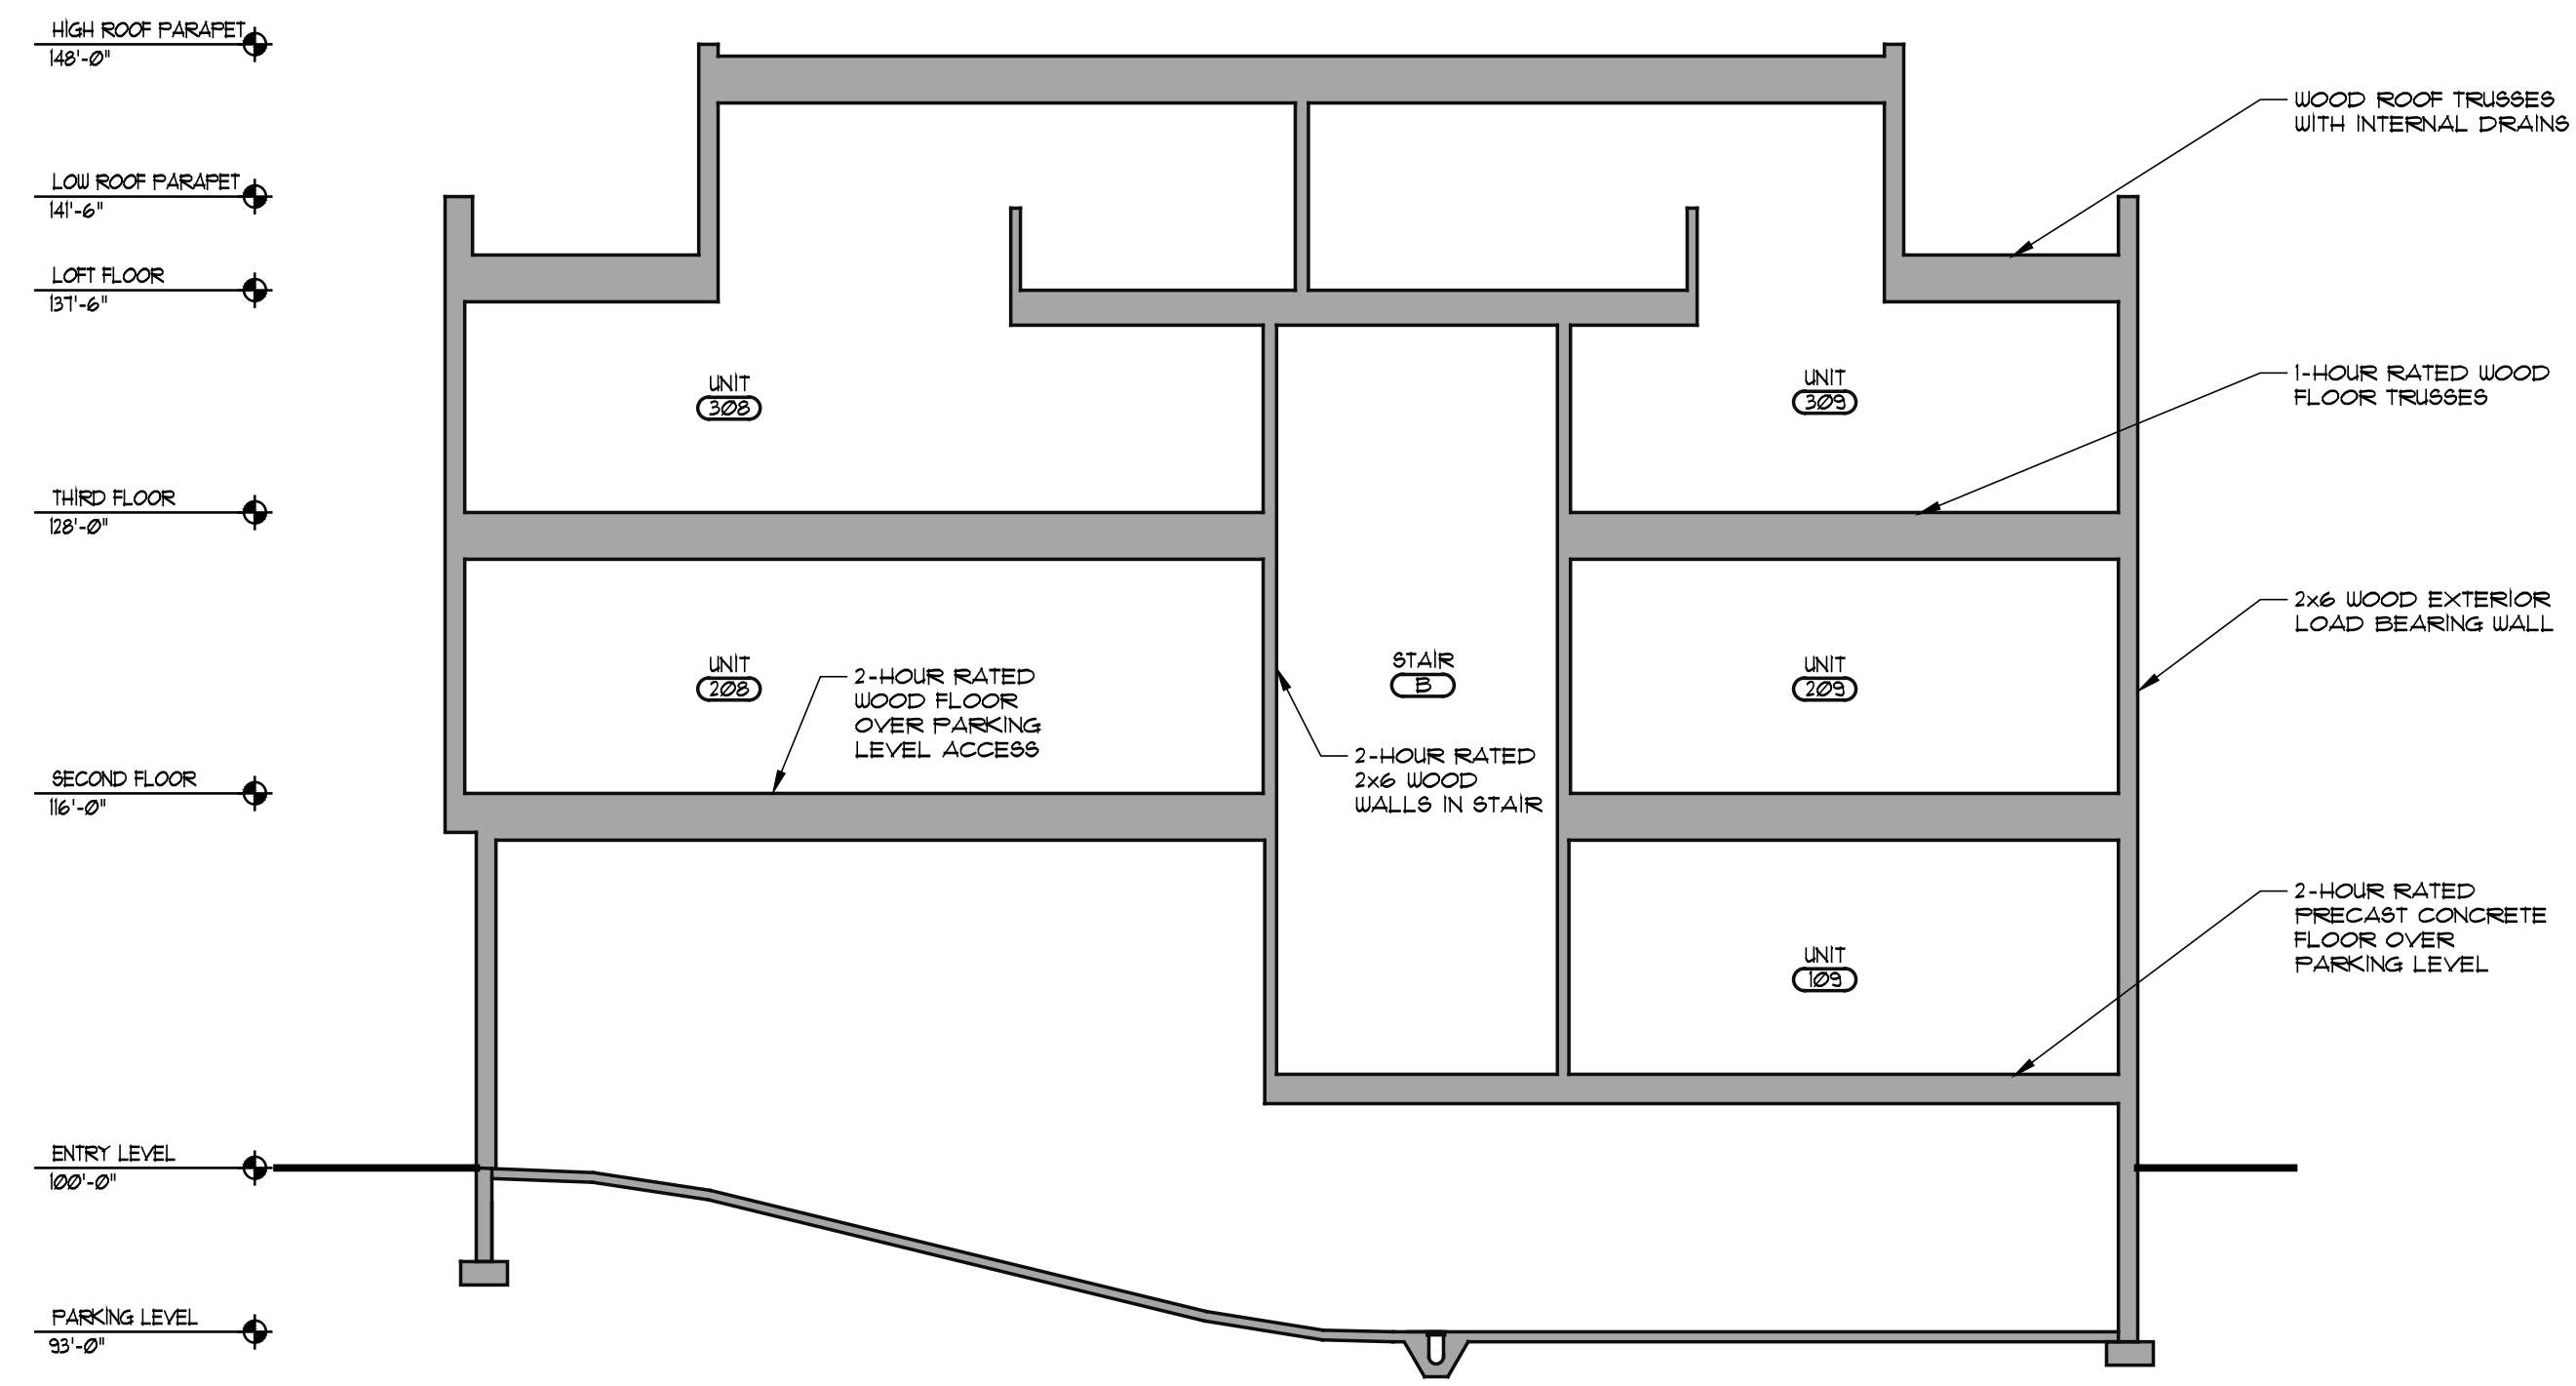 HIGH ROOF PARAPET
148'-0"
LOW ROOF PARAPET
141'-6"
LOFT FLOOR
137'-6"
THIRD FLOOR
128'-0"
SECOND FLOOR
116'-0"
ENTRY LEVEL
100'-0"
PARKING LEVEL
93'-0"
UNIT
308
UNIT
309
UNIT
208
2-HOUR RATED
WOOD FLOOR
OVER PARKING
LEVEL ACCESS
STAIR
B
2-HOUR RATED
2x6 WOOD
WALLS IN STAIR
UNIT
209
UNIT
109
WOOD ROOF TRUSSES
WITH INTERNAL DRAINS
1-HOUR RATED WOOD
FLOOR TRUSSES
2x6 WOOD EXTERIOR
LOAD BEARING WALL
2-HOUR RATED
PRECAST CONCRETE
FLOOR OVER
PARKING LEVEL